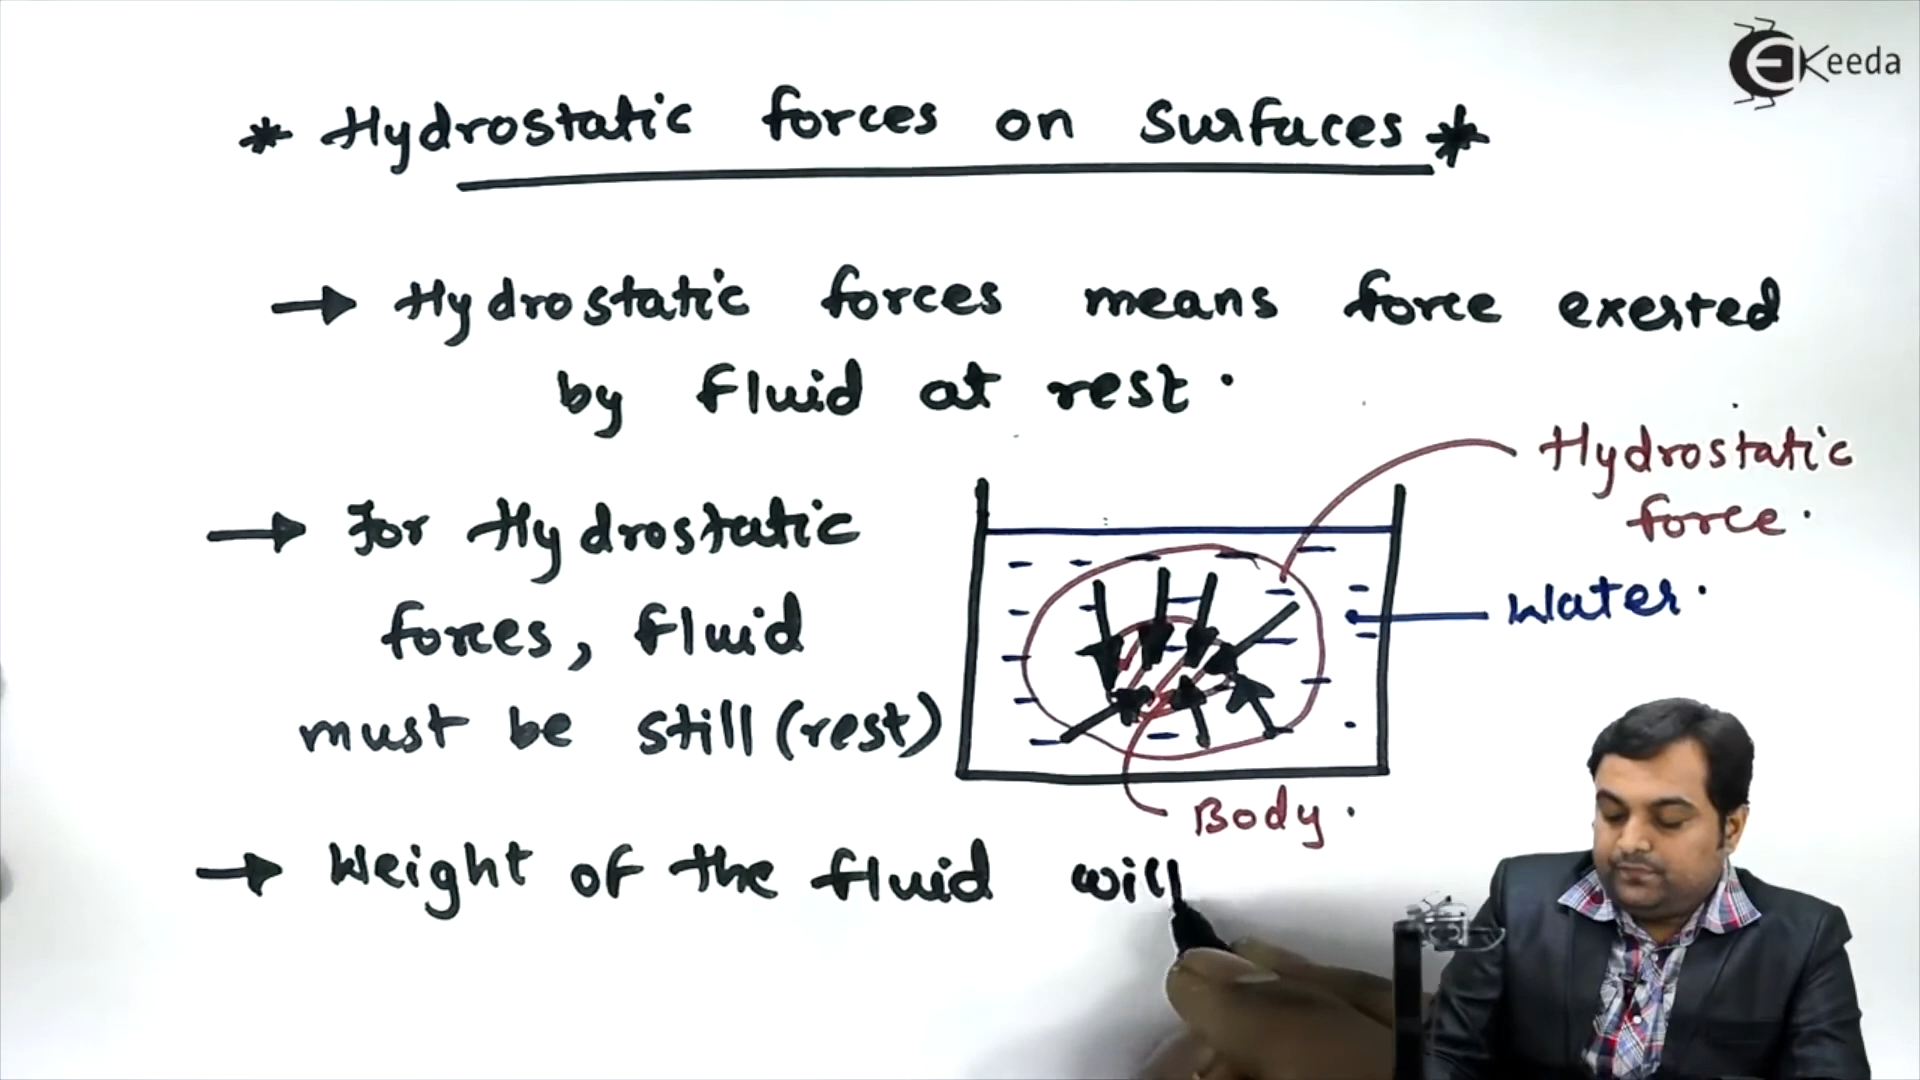 Ekeeda
* Hydrostatic forces on Surfaces *
→ Hydrostatic forces means force exerted
by fluid at rest.
Hydrostatic
force.
→ For Hydrostatic
forces, fluid
must be still (rest)
Water.
Body.
→ Weight of the fluid will